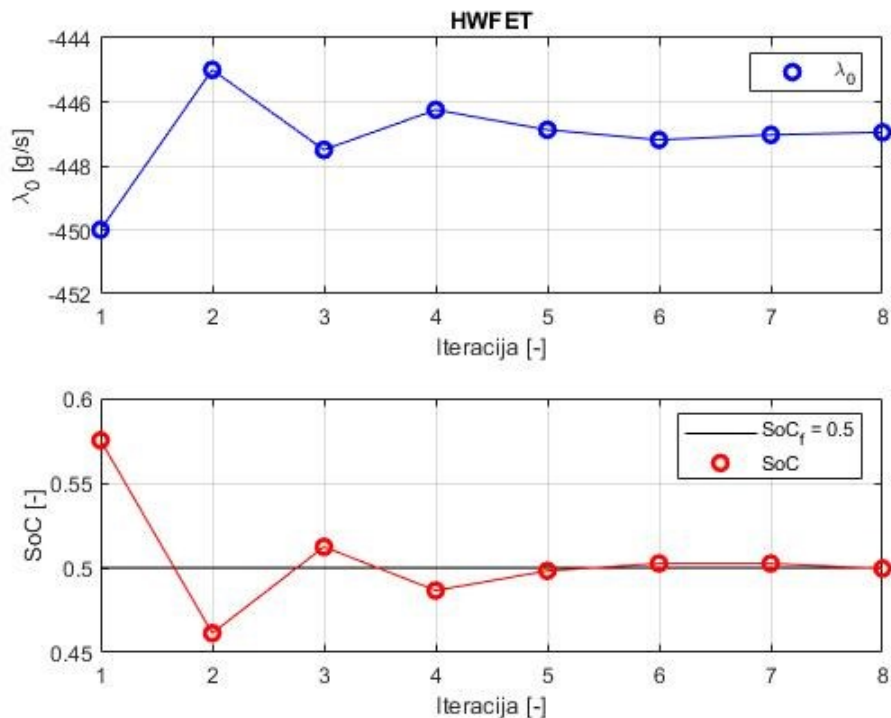 HWFET
-444
-446
-448
-450
-452
λ0 [g/s]
λ0
1 2 3 4 5 6 7 8
Iteracija [-]
0.6
0.55
0.5
0.45
SoC [-]
SoCf = 0.5
SoC
1 2 3 4 5 6 7 8
Iteracija [-]